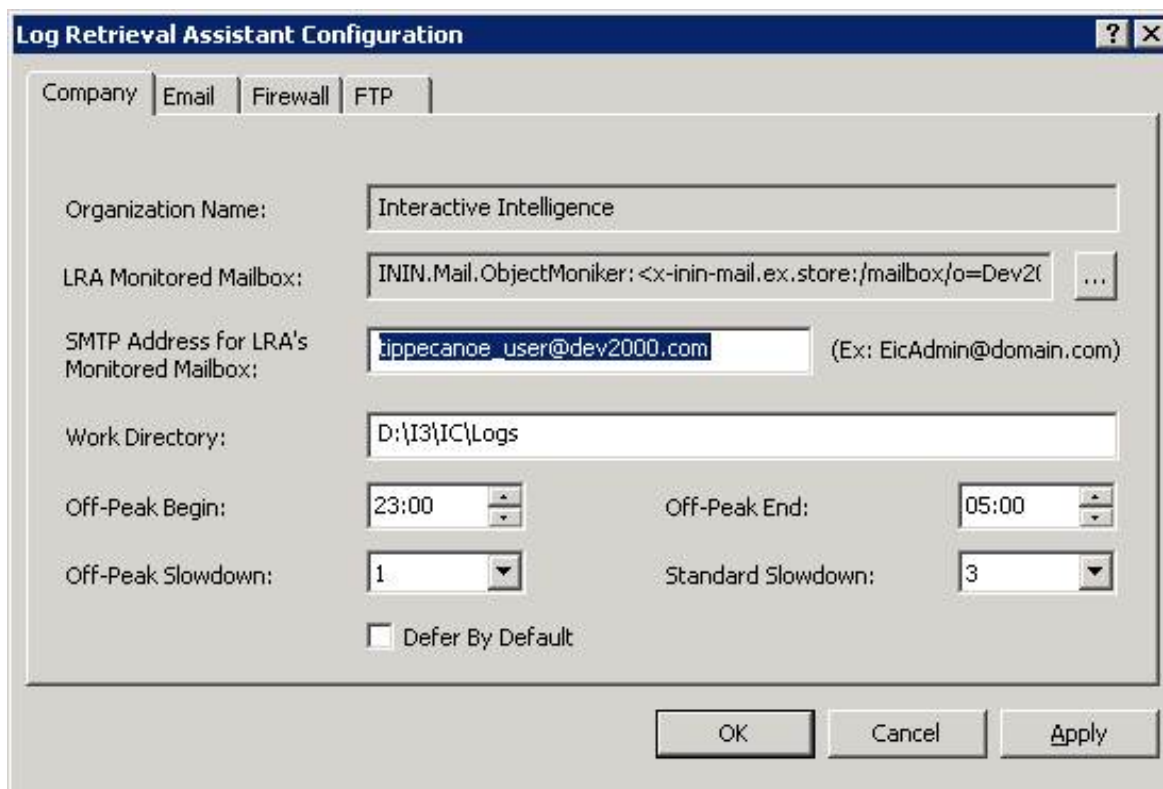 Log Retrieval Assistant Configuration
Company Email Firewall FTP
Organization Name: Interactive Intelligence
LRA Monitored Mailbox: ININ.Mail.ObjectMoniker:<x-inin-mail.ex.store:/mailbox/o=Dev20 ...
SMTP Address for LRA's
Monitored Mailbox: tippecanoe_user@dev2000.com (Ex: EicAdmin@domain.com)
Work Directory: D:\I3\IC\Logs
Off-Peak Begin: 23:00 Off-Peak End: 05:00
Off-Peak Slowdown: 1 Standard Slowdown: 3
Defer By Default
OK Cancel Apply